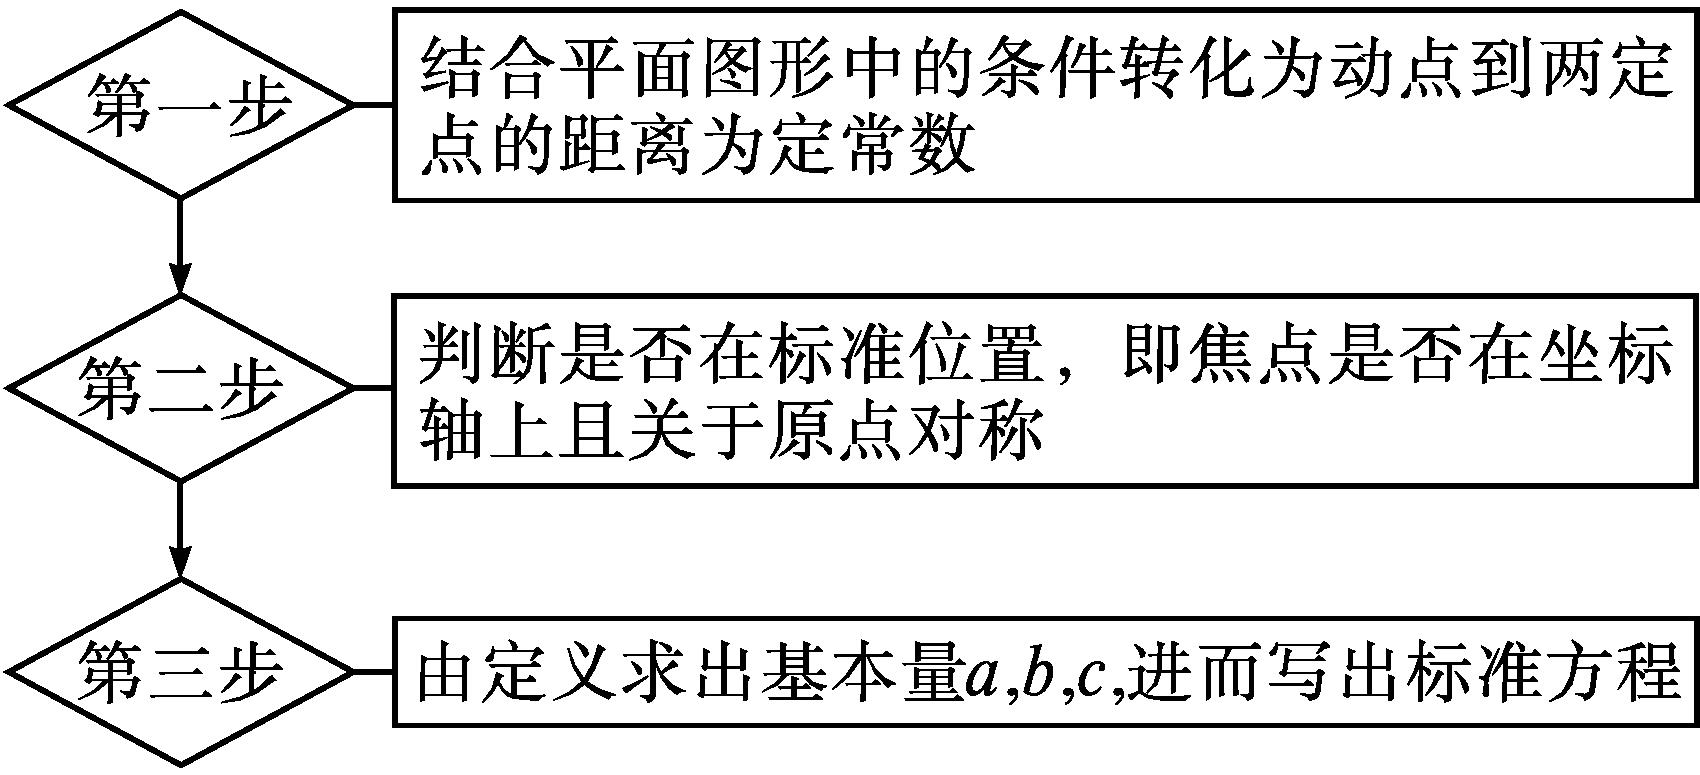 第一步
结合平面图形中的条件转化为动点到两定
点的距离为定常数
第二步
判断是否在标准位置，即焦点是否在坐标
轴上且关于原点对称
第三步
由定义求出基本量a,b,c,进而写出标准方程